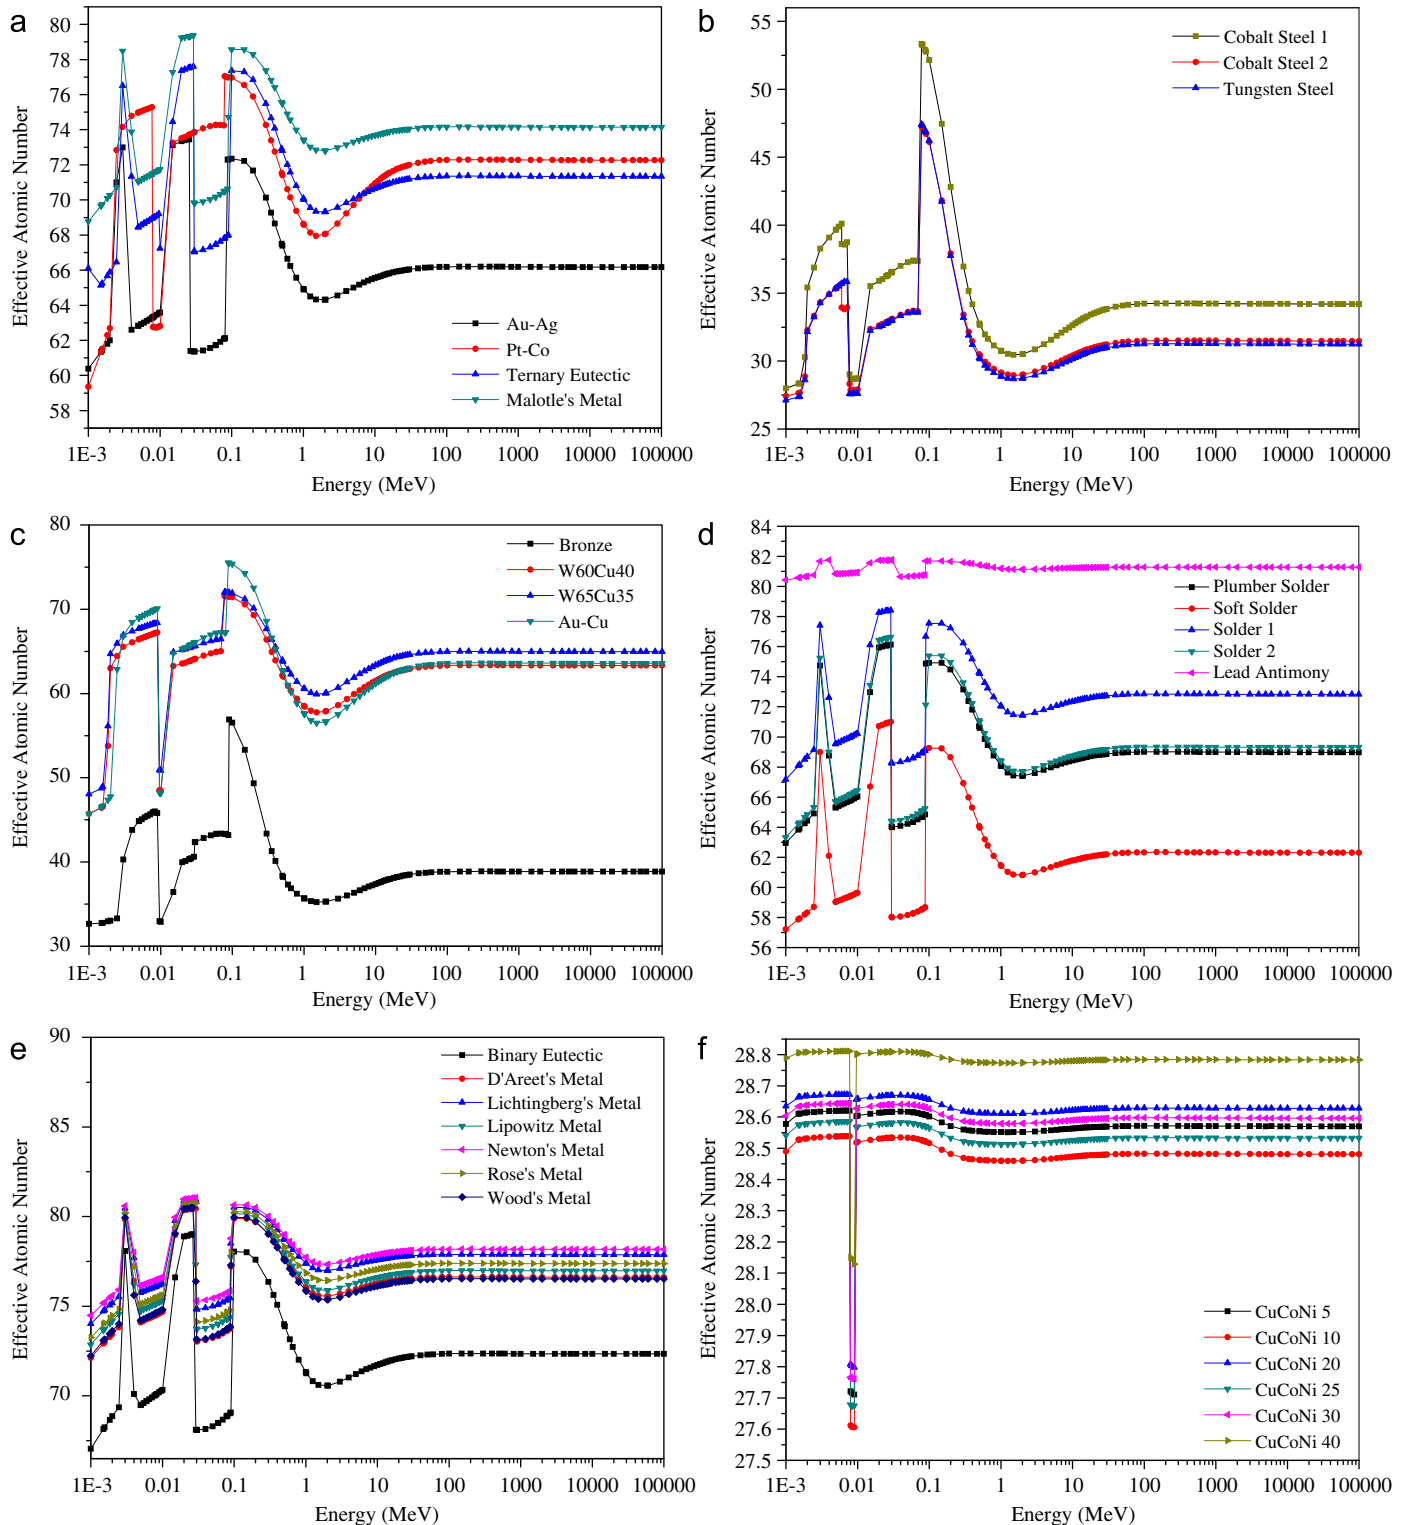 a
Effective Atomic Number
81
80
78
76
74
72
70
68
66
64
62
60
58
Au-Ag
Pt-Co
Ternary Eutectic
Malotle's Metal
1E-3 0.01 0.1 1 10 100 1000 10000 100000
Energy (MeV)
b
Effective Atomic Number
55
50
45
40
35
30
25
Cobalt Steel 1
Cobalt Steel 2
Tungsten Steel
1E-3 0.01 0.1 1 10 100 1000 10000 100000
Energy (MeV)
c
Effective Atomic Number
80
70
60
50
40
30
Bronze
W60Cu40
W65Cu35
Au-Cu
1E-3 0.01 0.1 1 10 100 1000 10000 100000
Energy (MeV)
d
Effective Atomic Number
84
82
80
78
76
74
72
70
68
66
64
62
60
58
56
Plumber Solder
Soft Solder
Solder 1
Solder 2
Lead Antimony
1E-3 0.01 0.1 1 10 100 1000 10000 100000
Energy (MeV)
e
Effective Atomic Number
90
85
80
75
70
Binary Eutectic
D'Areet's Metal
Lichtingberg's Metal
Lipowitz Metal
Newton's Metal
Rose's Metal
Wood's Metal
1E-3 0.01 0.1 1 10 100 1000 10000 100000
Energy (MeV)
f
Effective Atomic Number
28.8
28.7
28.6
28.5
28.4
28.3
28.2
28.1
28.0
27.9
27.8
27.7
27.6
27.5
CuCoNi 5
CuCoNi 10
CuCoNi 20
CuCoNi 25
CuCoNi 30
CuCoNi 40
1E-3 0.01 0.1 1 10 100 1000 10000 100000
Energy (MeV)